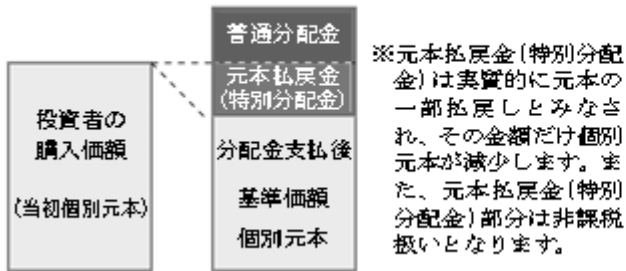 投資者の
購入価額
(当初個別元本)
普通分配金
元本払戻金
(特別分配金)
分配金支払後
基準価額
個別元本
※元本払戻金(特別分配
金)は実質的に元本の
一部払戻しとみなさ
れ、その金額だけ個別
元本が減少します。ま
た、元本払戻金(特別
分配金)部分は非課税
扱いとなります。